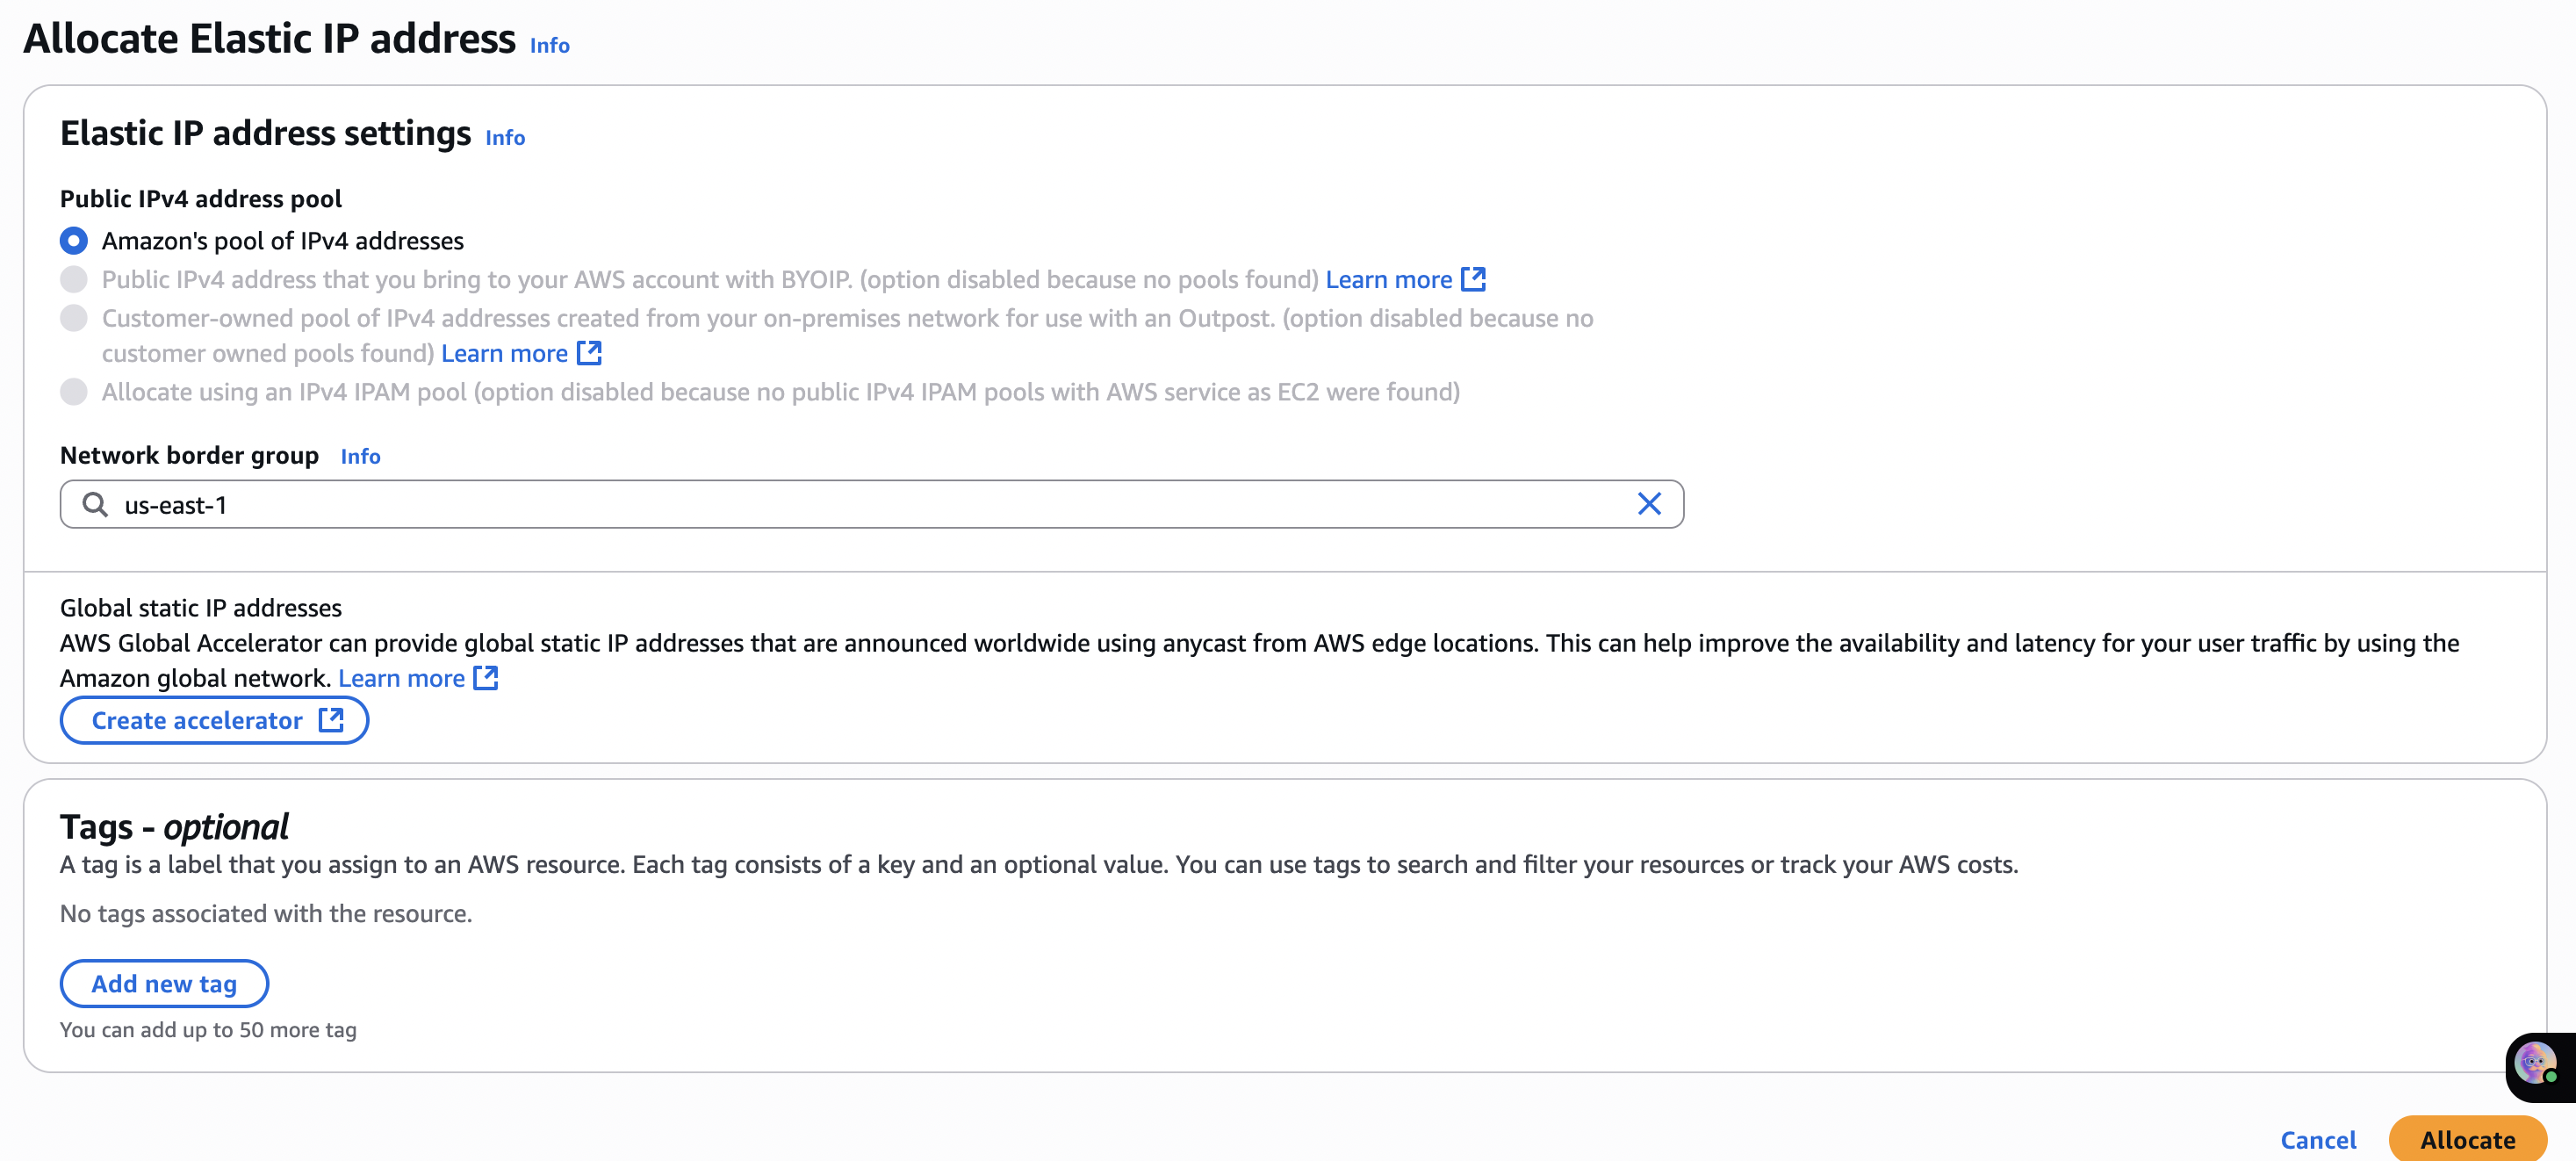 Allocate Elastic IP address Info
Elastic IP address settings Info
Public IPv4 address pool
Amazon's pool of IPv4 addresses
Public IPv4 address that you bring to your AWS account with BYOIP. (option disabled because no pools found) Learn more
Customer-owned pool of IPv4 addresses created from your on-premises network for use with an Outpost. (option disabled because no
customer owned pools found) Learn more
Allocate using an IPv4 IPAM pool (option disabled because no public IPv4 IPAM pools with AWS service as EC2 were found)
Network border group Info
us-east-1
Global static IP addresses
AWS Global Accelerator can provide global static IP addresses that are announced worldwide using anycast from AWS edge locations. This can help improve the availability and latency for your user traffic by using the
Amazon global network. Learn more
Create accelerator
Tags - optional
A tag is a label that you assign to an AWS resource. Each tag consists of a key and an optional value. You can use tags to search and filter your resources or track your AWS costs.
No tags associated with the resource.
Add new tag
You can add up to 50 more tag
Cancel Allocate